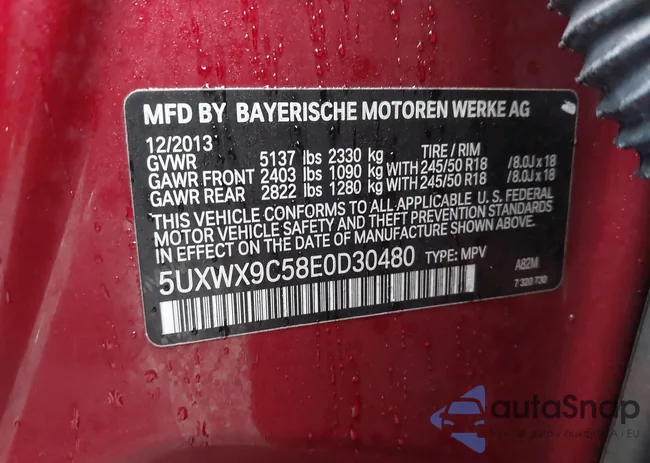 MFD BY BAYERISCHE MOTOREN WERKE AG
12/2013
GVWR 5137 lbs 2330 kg TIRE / RIM
GAWR FRONT 2403 lbs 1090 kg WITH 245/50 R18 /8.0J x 18
GAWR REAR 2822 lbs 1280 kg WITH 245/50 R18 /8.0J x 18
THIS VEHICLE CONFORMS TO ALL APPLICABLE U.S. FEDERAL
MOTOR VEHICLE SAFETY AND THEFT PREVENTION STANDARDS
IN EFFECT ON THE DATE OF MANUFACTURE SHOWN ABOVE.
5UXWX9C58E0D30480 TYPE: MPV
A82M
7 320 730
autoSnap